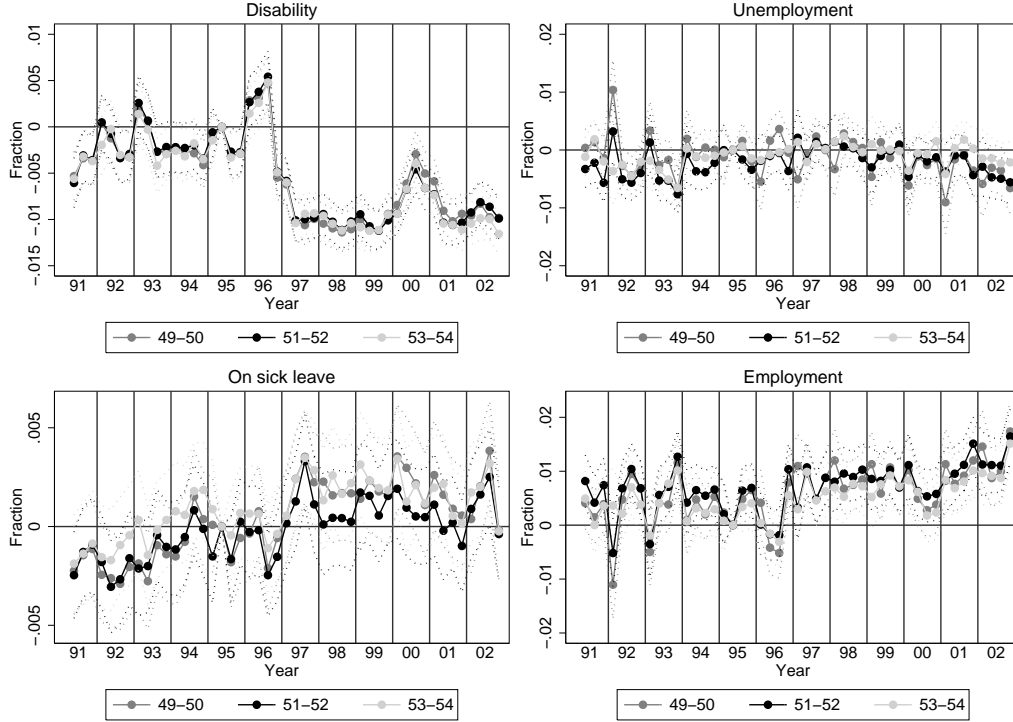 Disability
.01
.005
0
−.005
−.01
−.015
Fraction
91 92 93 94 95 96 97 98 99 00 01 02
Year
49−50 51−52 53−54
Unemployment
.02
.01
0
−.01
−.02
Fraction
91 92 93 94 95 96 97 98 99 00 01 02
Year
49−50 51−52 53−54
On sick leave
.005
0
−.005
Fraction
91 92 93 94 95 96 97 98 99 00 01 02
Year
49−50 51−52 53−54
Employment
.02
.01
0
−.01
−.02
Fraction
91 92 93 94 95 96 97 98 99 00 01 02
Year
49−50 51−52 53−54